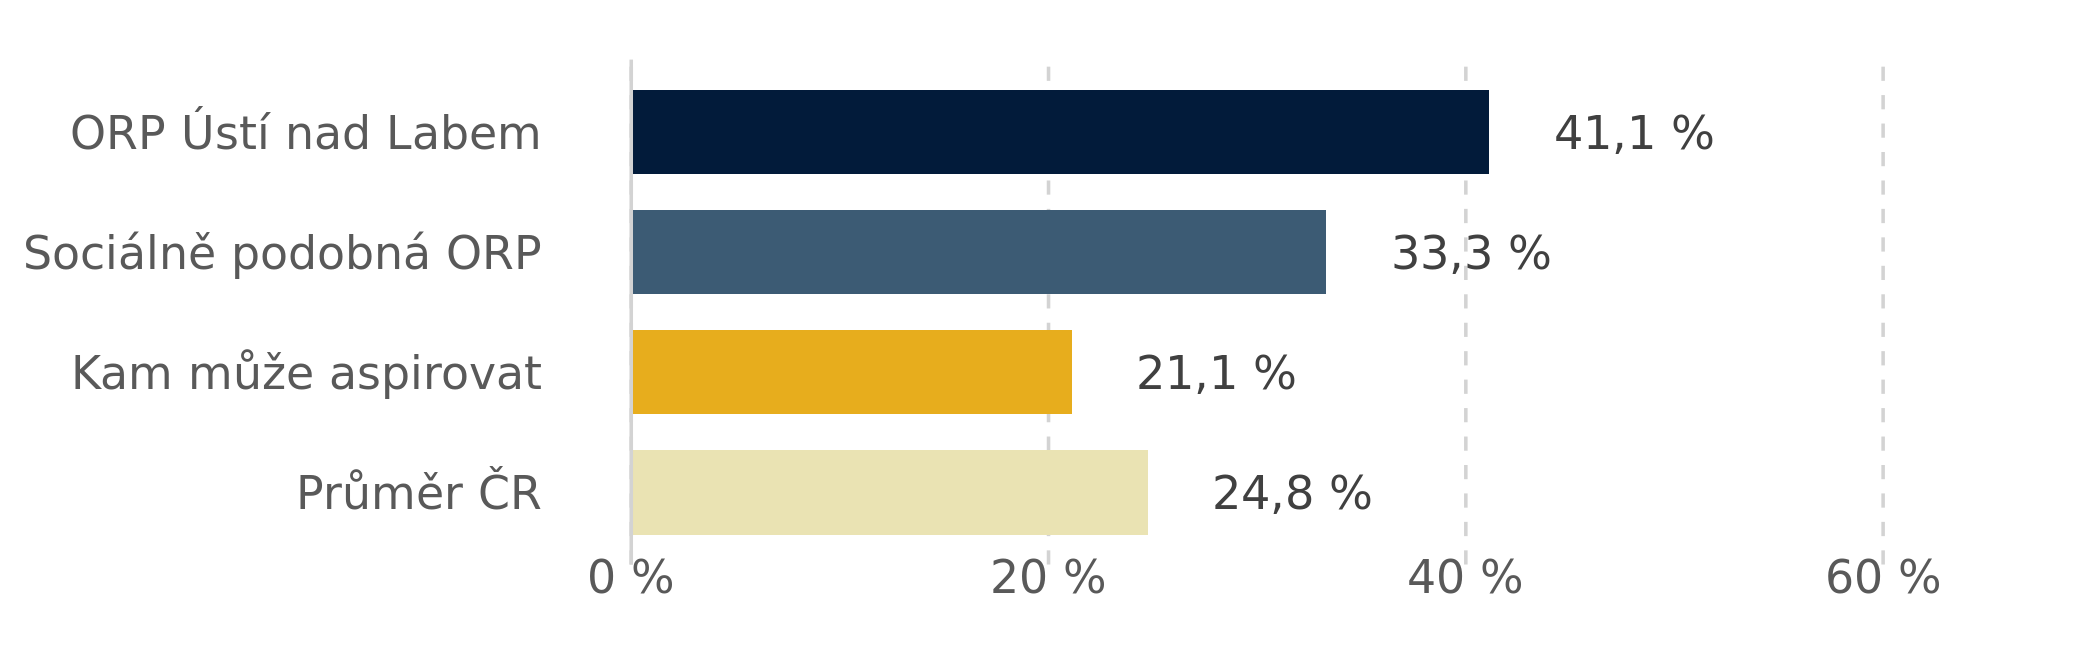 ORP Ústí nad Labem 41,1 %
Sociálně podobná ORP 33,3 %
Kam může aspirovat 21,1 %
Průměr ČR 24,8 %
0 % 20 % 40 % 60 %